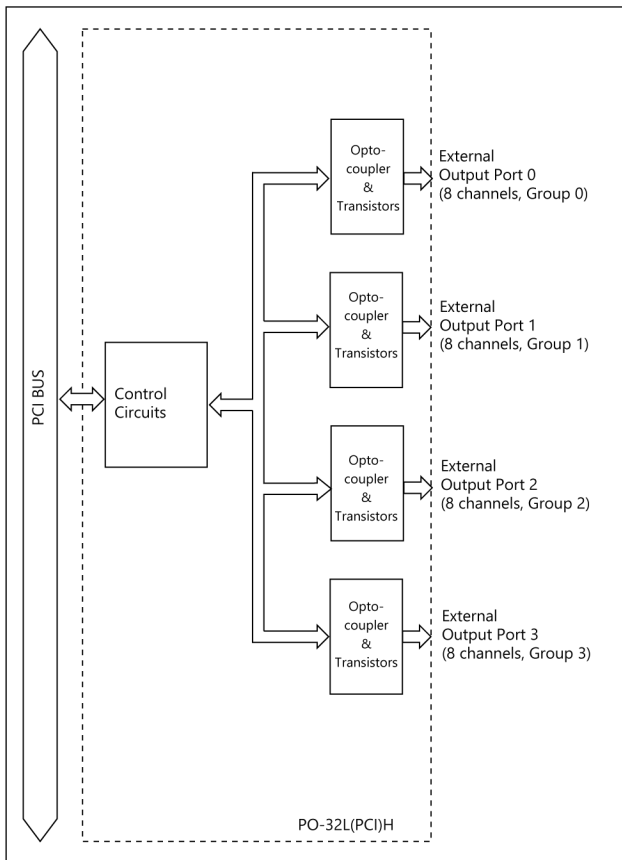 PCI BUS
Control
Circuits
Opto-
coupler
&
Transistors
External
Output Port 0
(8 channels, Group 0)
Opto-
coupler
&
Transistors
External
Output Port 1
(8 channels, Group 1)
Opto-
coupler
&
Transistors
External
Output Port 2
(8 channels, Group 2)
Opto-
coupler
&
Transistors
External
Output Port 3
(8 channels, Group 3)
PO-32L(PCI)H